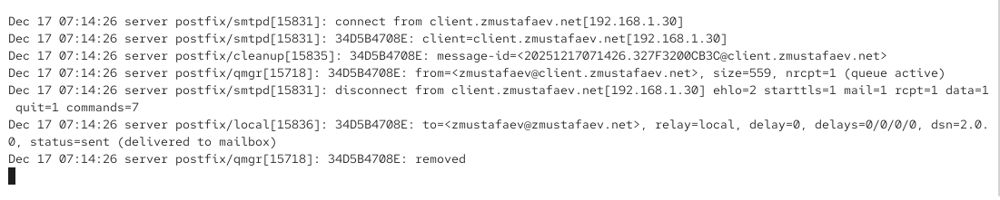 Dec 17 07:14:26 server postfix/smtpd[15831]: connect from client.zmustafaev.net[192.168.1.30]
Dec 17 07:14:26 server postfix/smtpd[15831]: 34D5B4708E: client=client.zmustafaev.net[192.168.1.30]
Dec 17 07:14:26 server postfix/cleanup[15835]: 34D5B4708E: message-id=<20251217071426.327F3200CB3C@client.zmustafaev.net>
Dec 17 07:14:26 server postfix/qmgr[15718]: 34D5B4708E: from=<zmustafaev@client.zmustafaev.net>, size=559, nrcpt=1 (queue active)
Dec 17 07:14:26 server postfix/smtpd[15831]: disconnect from client.zmustafaev.net[192.168.1.30] ehlo=2 starttls=1 mail=1 rcpt=1 data=1
 quit=1 commands=7
Dec 17 07:14:26 server postfix/local[15836]: 34D5B4708E: to=<zmustafaev@zmustafaev.net>, relay=local, delay=0, delays=0/0/0/0, dsn=2.0.
0, status=sent (delivered to mailbox)
Dec 17 07:14:26 server postfix/qmgr[15718]: 34D5B4708E: removed